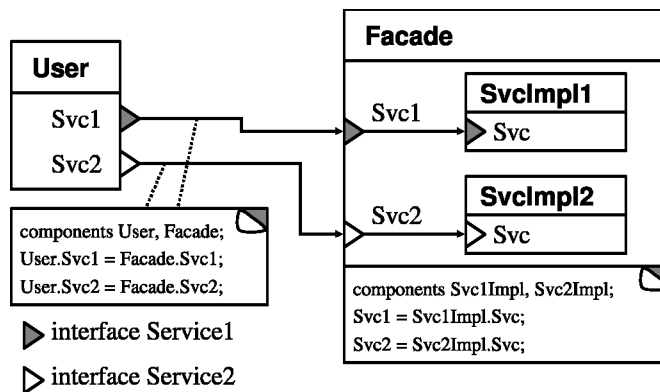 User
Svc1
Svc2
components User, Facade;
User.Svc1 = Facade.Svc1;
User.Svc2 = Facade.Svc2;
interface Service1
interface Service2
Facade
Svc1
SvcImpl1
Svc
Svc2
SvcImpl2
Svc
components Svc1Impl, Svc2Impl;
Svc1 = Svc1Impl.Svc;
Svc2 = Svc2Impl.Svc;